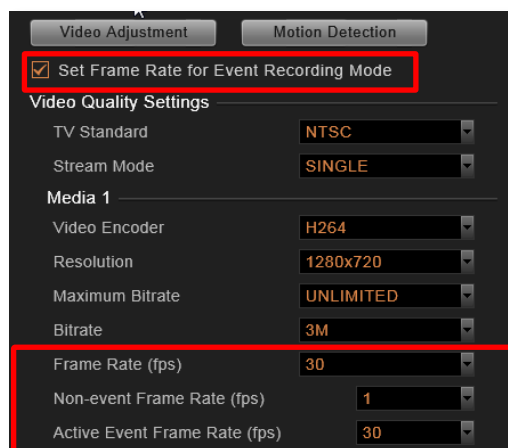 Video Adjustment Motion Detection
Set Frame Rate for Event Recording Mode
Video Quality Settings
TV Standard NTSC
Stream Mode SINGLE
Media 1
Video Encoder H264
Resolution 1280x720
Maximum Bitrate UNLIMITED
Bitrate 3M
Frame Rate (fps) 30
Non-event Frame Rate (fps) 1
Active Event Frame Rate (fps) 30